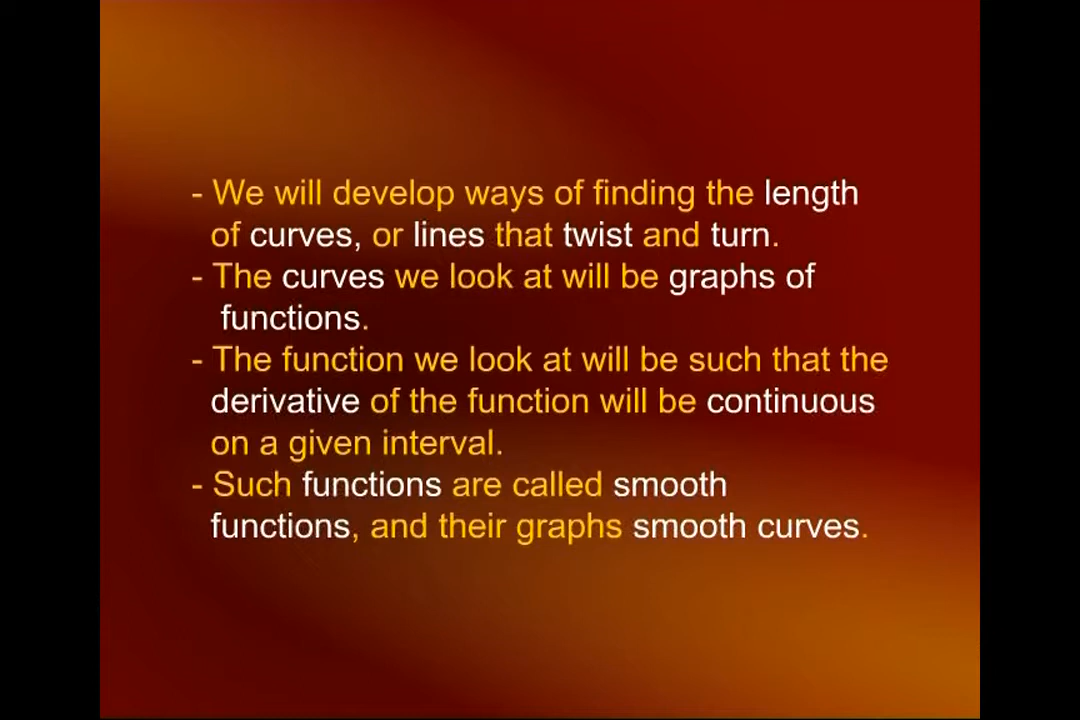 - We will develop ways of finding the length
of curves, or lines that twist and turn.
- The curves we look at will be graphs of
functions.
- The function we look at will be such that the
derivative of the function will be continuous
on a given interval.
- Such functions are called smooth
functions, and their graphs smooth curves.